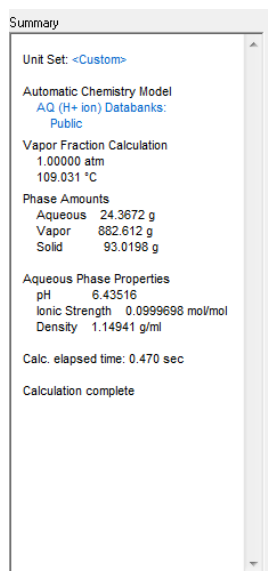 Summary
Unit Set: <Custom>
Automatic Chemistry Model
AQ (H+ ion) Databanks:
Public
Vapor Fraction Calculation
1.00000 atm
109.031 °C
Phase Amounts
Aqueous 24.3672 g
Vapor 882.612 g
Solid 93.0198 g
Aqueous Phase Properties
pH 6.43516
Ionic Strength 0.0999698 mol/mol
Density 1.14941 g/ml
Calc. elapsed time: 0.470 sec
Calculation complete